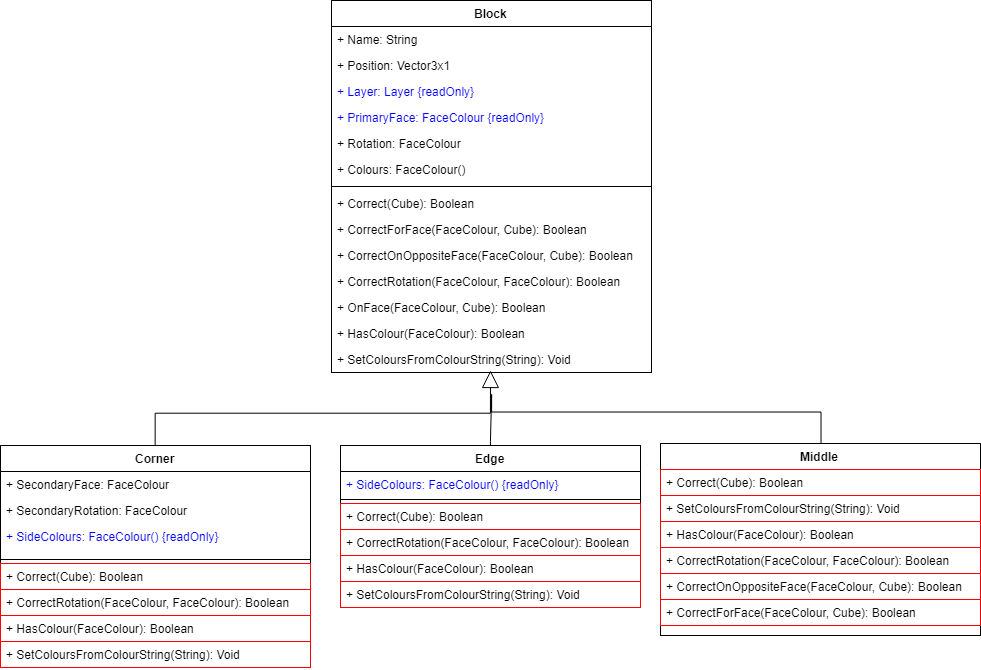 Block
+ Name: String
+ Position: Vector3x1
+ Layer: Layer {readOnly}
+ PrimaryFace: FaceColour {readOnly}
+ Rotation: FaceColour
+ Colours: FaceColour()
+ Correct(Cube): Boolean
+ CorrectForFace(FaceColour, Cube): Boolean
+ CorrectOnOppositeFace(FaceColour, Cube): Boolean
+ CorrectRotation(FaceColour, FaceColour): Boolean
+ OnFace(FaceColour, Cube): Boolean
+ HasColour(FaceColour): Boolean
+ SetColoursFromColourString(String): Void
Corner
+ SecondaryFace: FaceColour
+ SecondaryRotation: FaceColour
+ SideColours: FaceColour() {readOnly}
+ Correct(Cube): Boolean
+ CorrectRotation(FaceColour, FaceColour): Boolean
+ HasColour(FaceColour): Boolean
+ SetColoursFromColourString(String): Void
Edge
+ SideColours: FaceColour() {readOnly}
+ Correct(Cube): Boolean
+ CorrectRotation(FaceColour, FaceColour): Boolean
+ HasColour(FaceColour): Boolean
+ SetColoursFromColourString(String): Void
Middle
+ Correct(Cube): Boolean
+ SetColoursFromColourString(String): Void
+ HasColour(FaceColour): Boolean
+ CorrectRotation(FaceColour, FaceColour): Boolean
+ CorrectOnOppositeFace(FaceColour, Cube): Boolean
+ CorrectForFace(FaceColour, Cube): Boolean